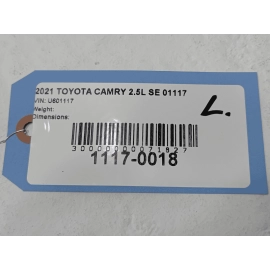 2021 TOYOTA CAMRY 2.5L SE 01117
VIN: U601117
Weight:
Dimensions:
L.
3000000071827
1117-0018